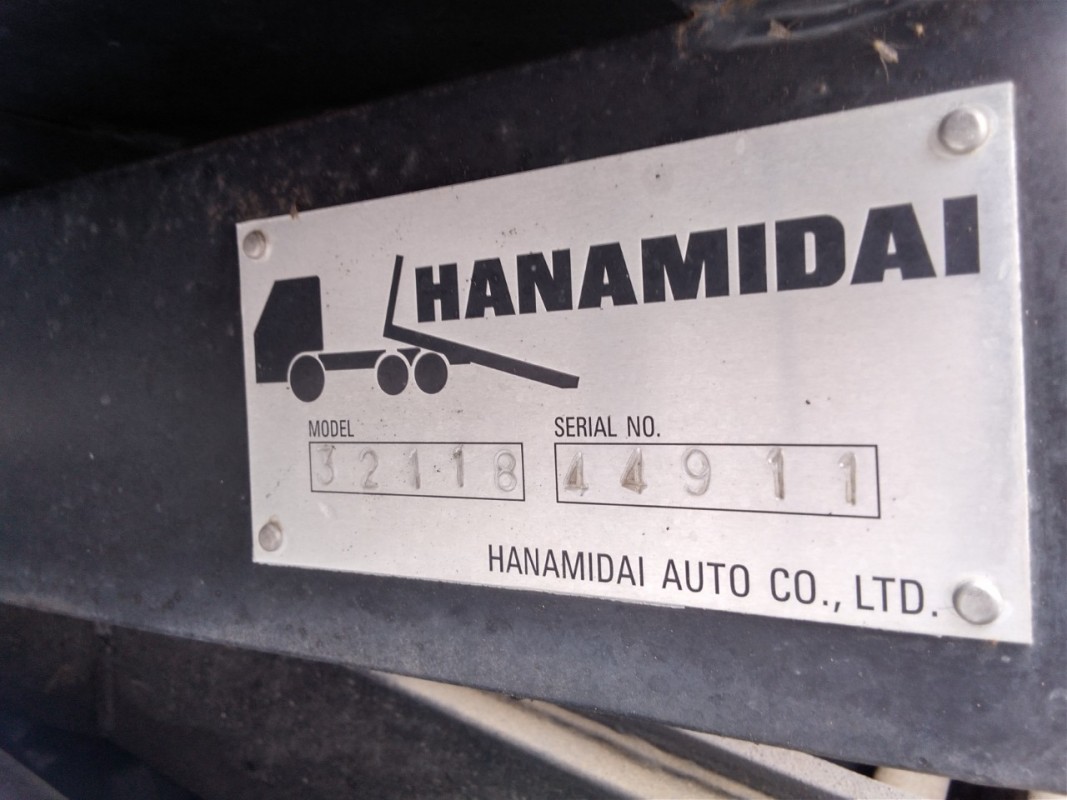 HANAMIDAI
MODEL SERIAL NO.
32118 44911
HANAMIDAI AUTO CO., LTD.